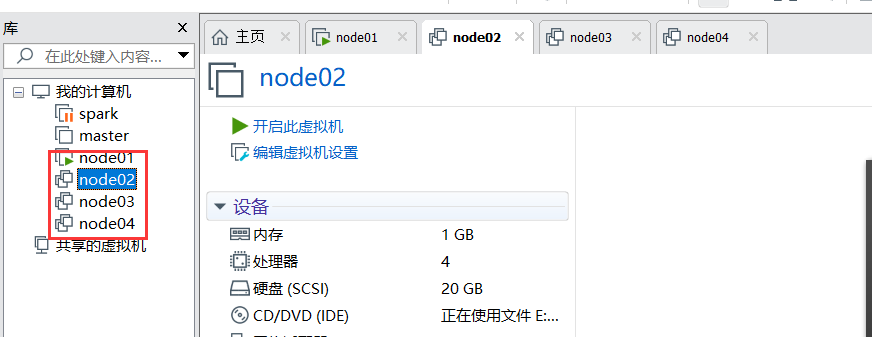 库
在此处键入内容...
我的计算机
spark
master
node01
node02
node03
node04
共享的虚拟机
主页
node01
node02
node03
node04
node02
开启此虚拟机
编辑虚拟机设置
设备
内存 1 GB
处理器 4
硬盘 (SCSI) 20 GB
CD/DVD (IDE) 正在使用文件 E:...